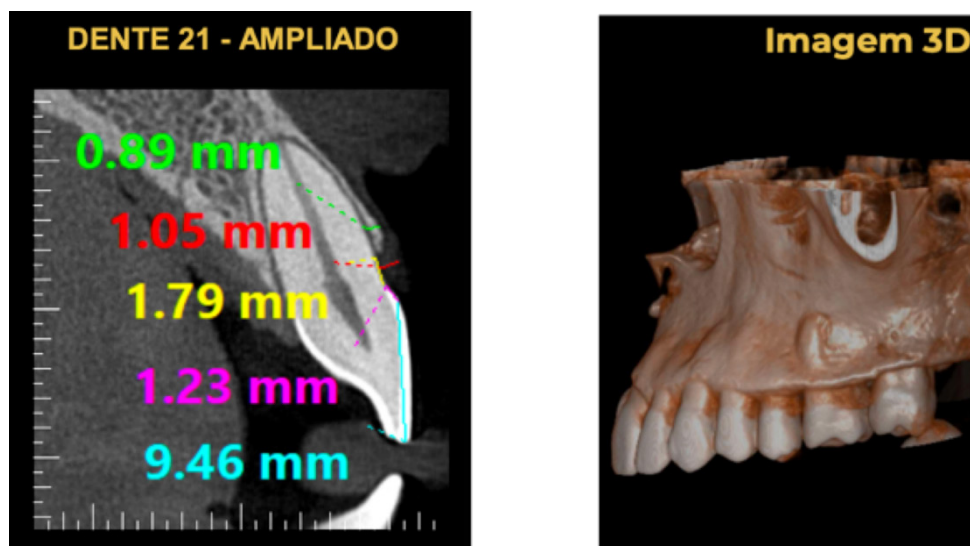 DENTE 21 - AMPLIADO
0.89 mm
1.05 mm
1.79 mm
1.23 mm
9.46 mm
Imagem 3D